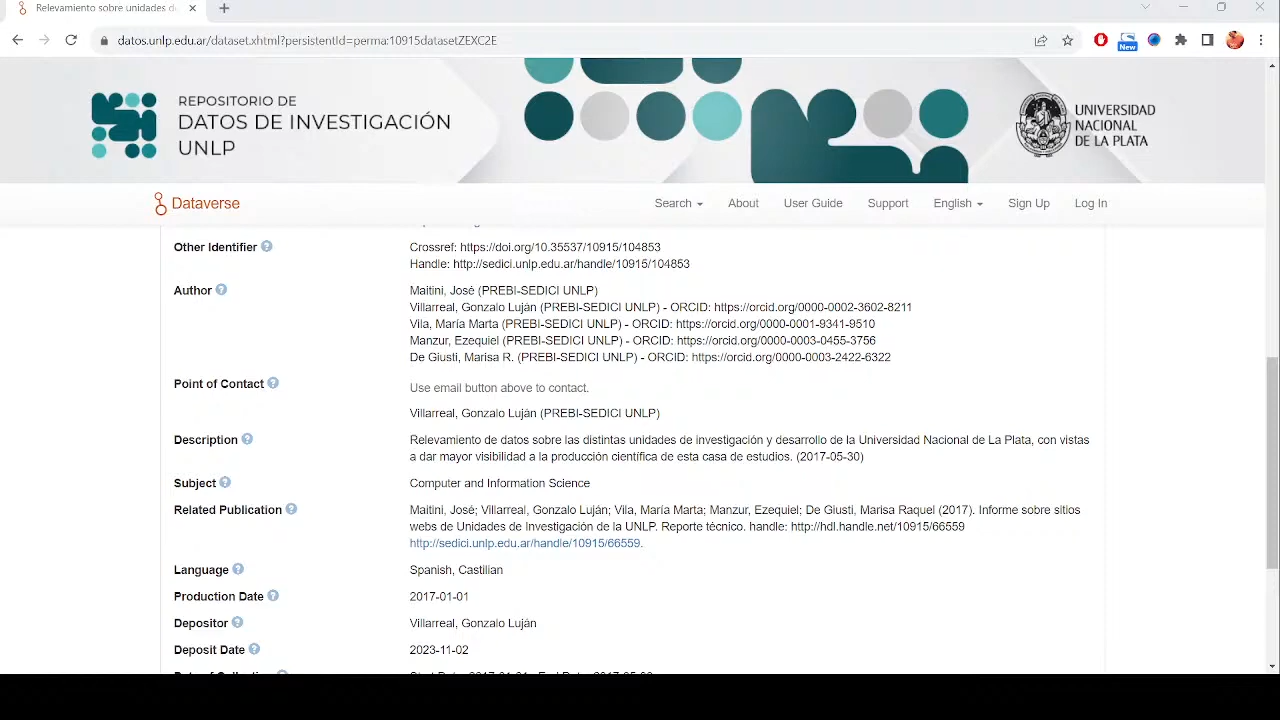 Relevamiento sobre unidades de
datos.unlp.edu.ar/dataset.xhtml?persistentId=perma:10915datasetZEXC2E
New
REPOSITORIO DE
DATOS DE INVESTIGACIÓN
UNLP
UNIVERSIDAD
NACIONAL
DE LA PLATA
Dataverse
Search
About
User Guide
Support
English
Sign Up
Log In
Other Identifier
Crossref: https://doi.org/10.35537/10915/104853
Handle: http://sedici.unlp.edu.ar/handle/10915/104853
Author
Maitini, José (PREBI-SEDICI UNLP)
Villarreal, Gonzalo Luján (PREBI-SEDICI UNLP) - ORCID: https://orcid.org/0000-0002-3602-8211
Vila, María Marta (PREBI-SEDICI UNLP) - ORCID: https://orcid.org/0000-0001-9341-9510
Manzur, Ezequiel (PREBI-SEDICI UNLP) - ORCID: https://orcid.org/0000-0003-0455-3756
De Giusti, Marisa R. (PREBI-SEDICI UNLP) - ORCID: https://orcid.org/0000-0003-2422-6322
Point of Contact
Use email button above to contact.
Villarreal, Gonzalo Luján (PREBI-SEDICI UNLP)
Description
Relevamiento de datos sobre las distintas unidades de investigación y desarrollo de la Universidad Nacional de La Plata, con vistas
a dar mayor visibilidad a la producción científica de esta casa de estudios. (2017-05-30)
Subject
Computer and Information Science
Related Publication
Maitini, José; Villarreal, Gonzalo Luján; Vila, María Marta; Manzur, Ezequiel; De Giusti, Marisa Raquel (2017). Informe sobre sitios
webs de Unidades de Investigación de la UNLP. Reporte técnico. handle: http://hdl.handle.net/10915/66559
http://sedici.unlp.edu.ar/handle/10915/66559.
Language
Spanish, Castilian
Production Date
2017-01-01
Depositor
Villarreal, Gonzalo Luján
Deposit Date
2023-11-02